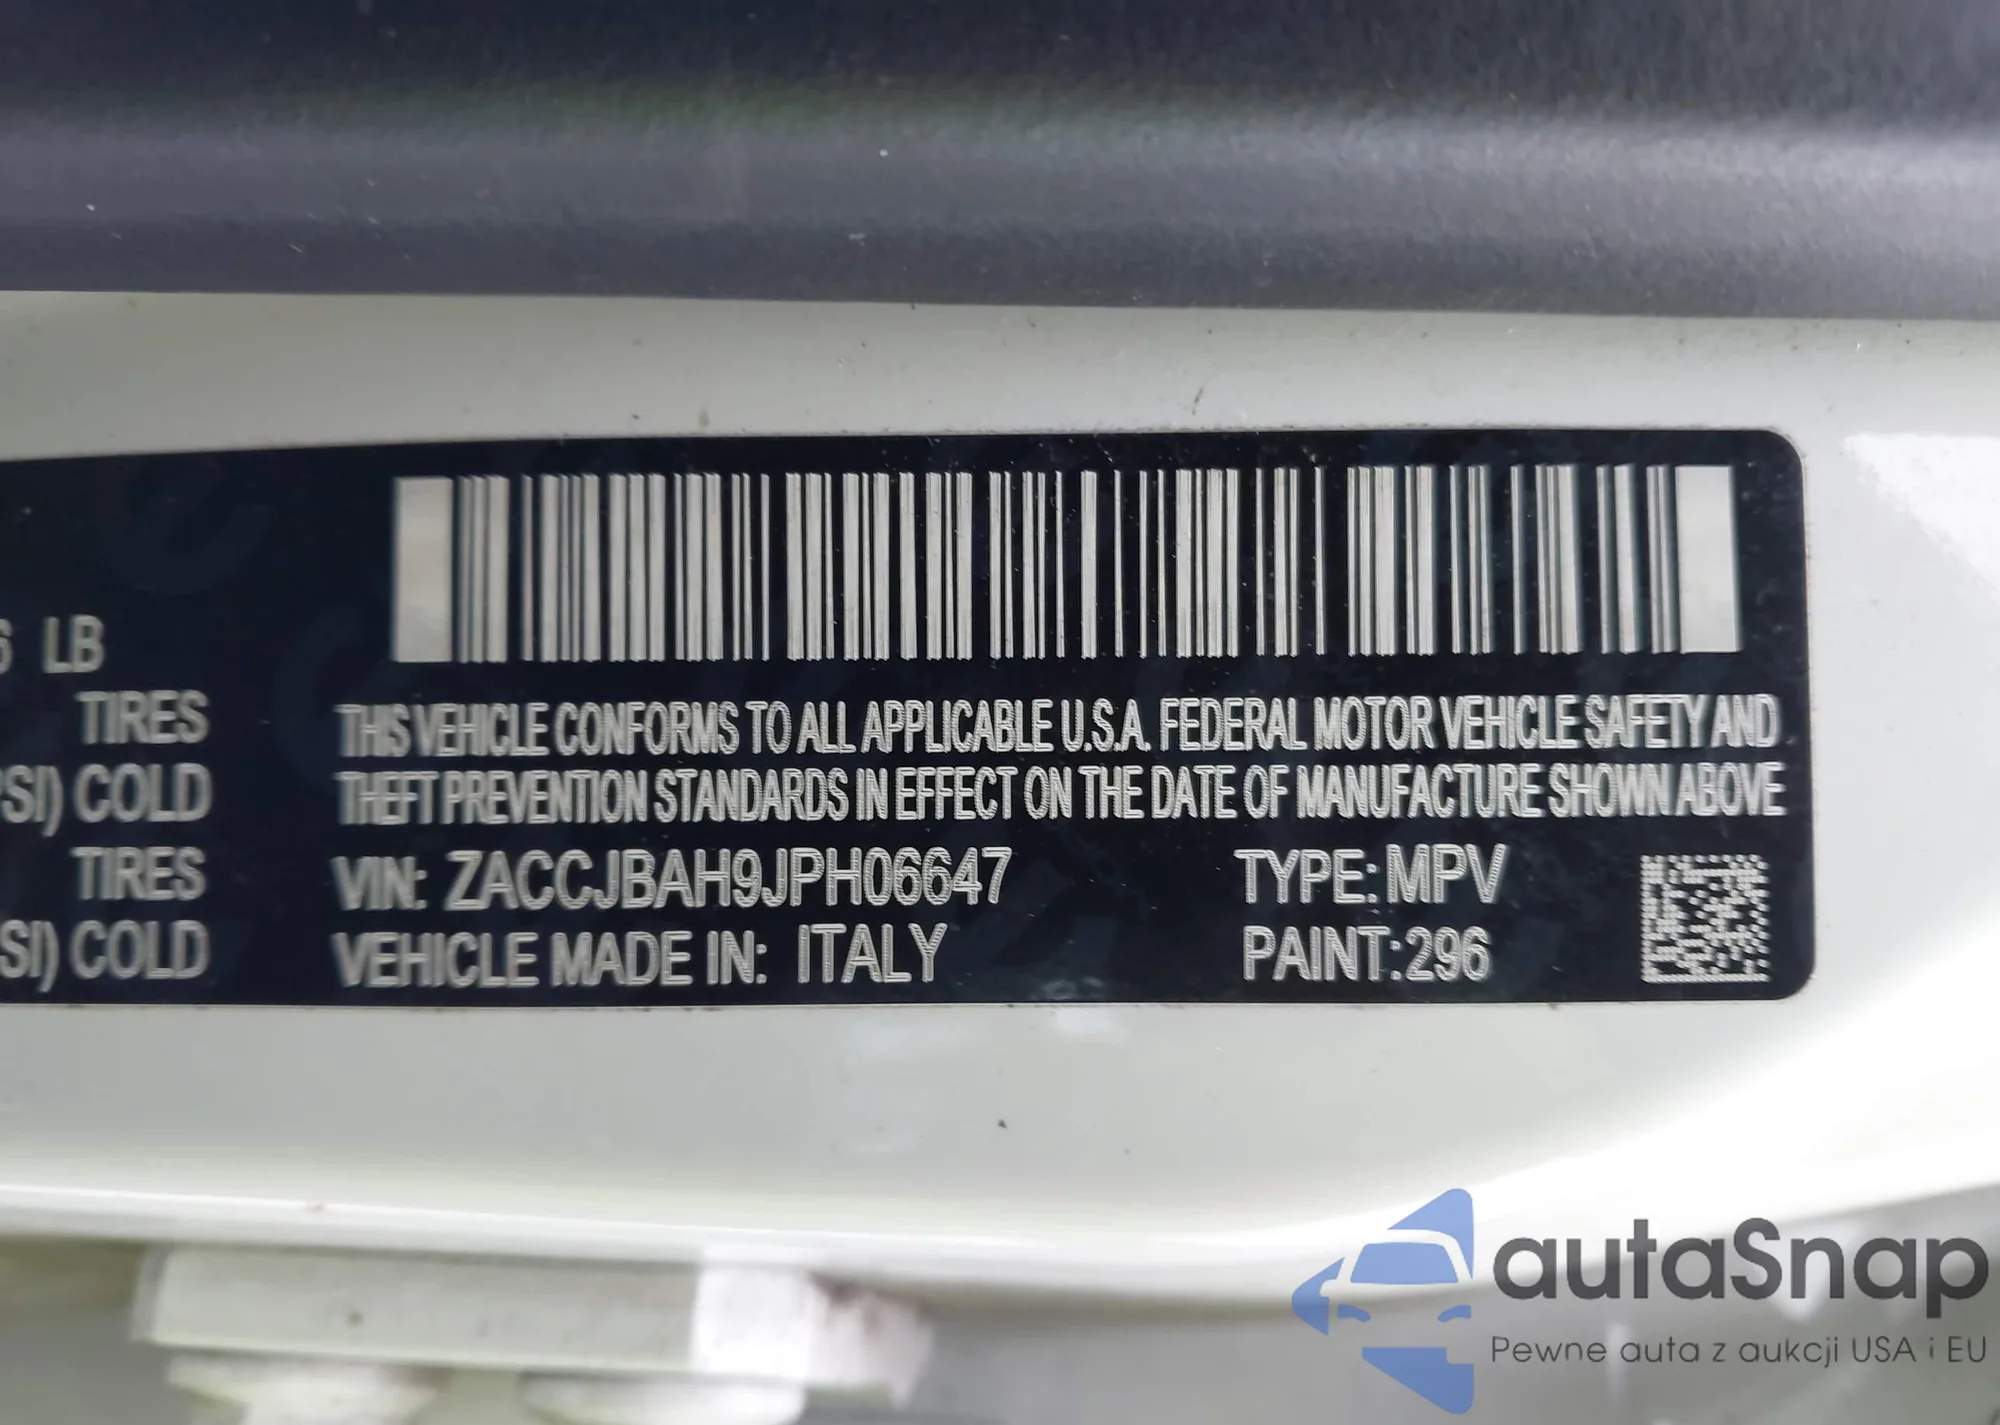 6 LB
TIRES
PSI) COLD
TIRES
SI) COLD
THIS VEHICLE CONFORMS TO ALL APPLICABLE U.S.A. FEDERAL MOTOR VEHICLE SAFETY AND
THEFT PREVENTION STANDARDS IN EFFECT ON THE DATE OF MANUFACTURE SHOWN ABOVE
VIN: ZACCJBAH9JPH06647
TYPE: MPV
VEHICLE MADE IN: ITALY
PAINT: 296
autaSnap
Pewne auta z aukcji USA i EU